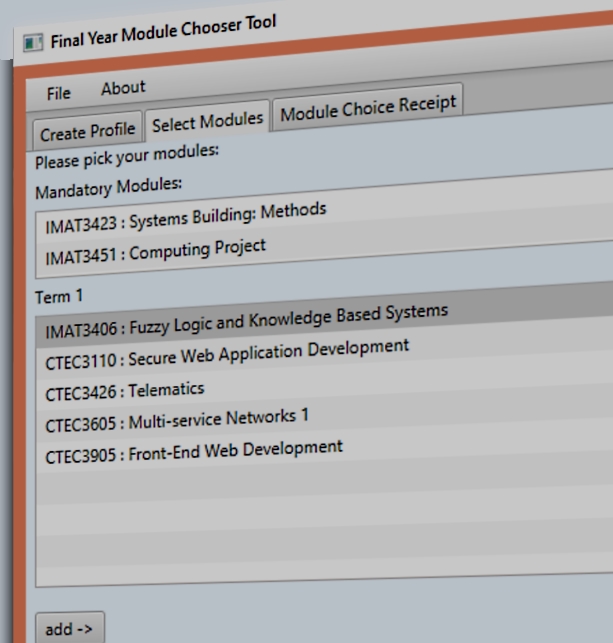 Final Year Module Chooser Tool
File About
Create Profile Select Modules Module Choice Receipt
Please pick your modules:
Mandatory Modules:
IMAT3423 : Systems Building: Methods
IMAT3451 : Computing Project
Term 1
IMAT3406 : Fuzzy Logic and Knowledge Based Systems
CTEC3110 : Secure Web Application Development
CTEC3426 : Telematics
CTEC3605 : Multi-service Networks 1
CTEC3905 : Front-End Web Development
add ->